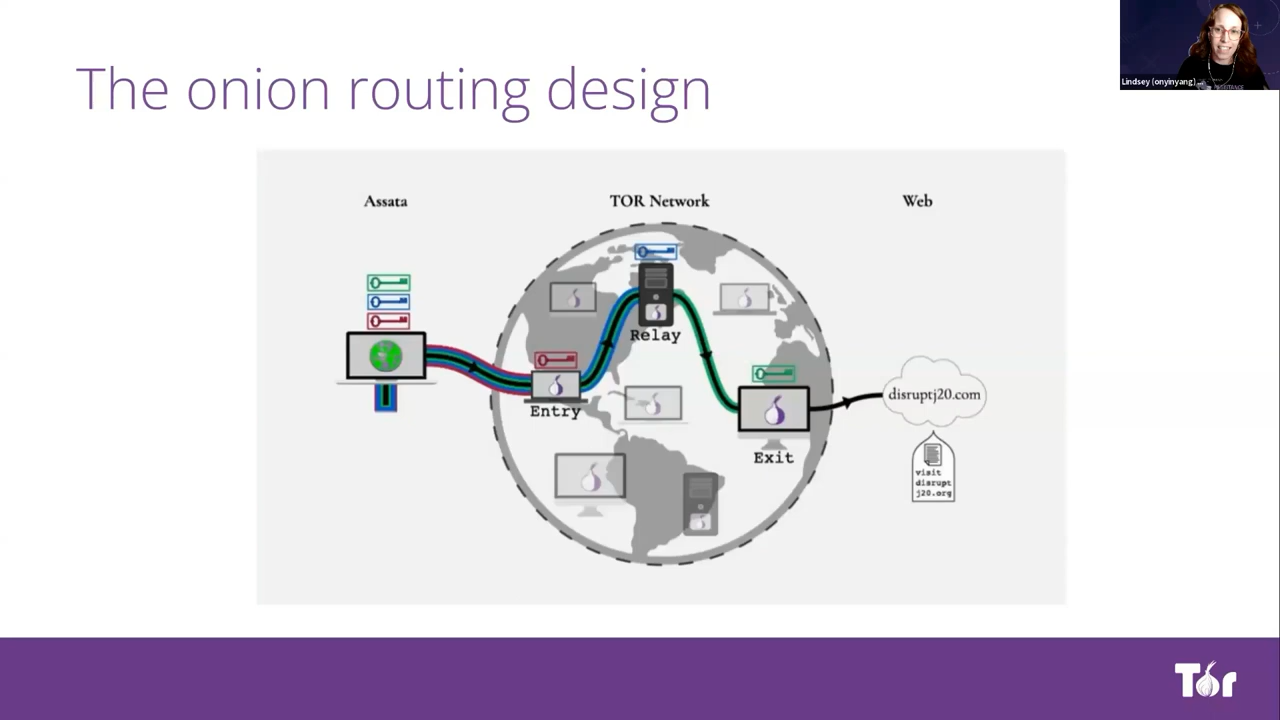 The onion routing design
Lindsey (onyinyang)
Assata
TOR Network
Web
Relay
Entry
Exit
disruptj20.com
visit
disrupt
j20.org
Tor